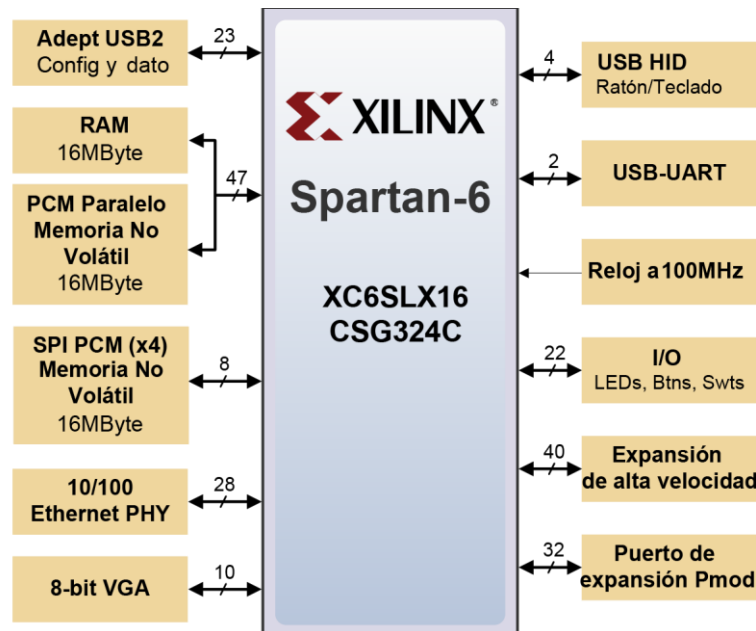 Adept USB2
Config y dato
23
RAM
16MByte
47
PCM Paralelo
Memoria No
Volátil
16MByte
SPI PCM (x4)
Memoria No
Volátil
16MByte
8
10/100
Ethernet PHY
28
8-bit VGA
10
XILINX®
Spartan-6
XC6SLX16
CSG324C
4
USB HID
Ratón/Teclado
2
USB-UART
Reloj a100MHz
22
I/O
LEDs, Btns, Swts
40
Expansión
de alta velocidad
32
Puerto de
expansión Pmod